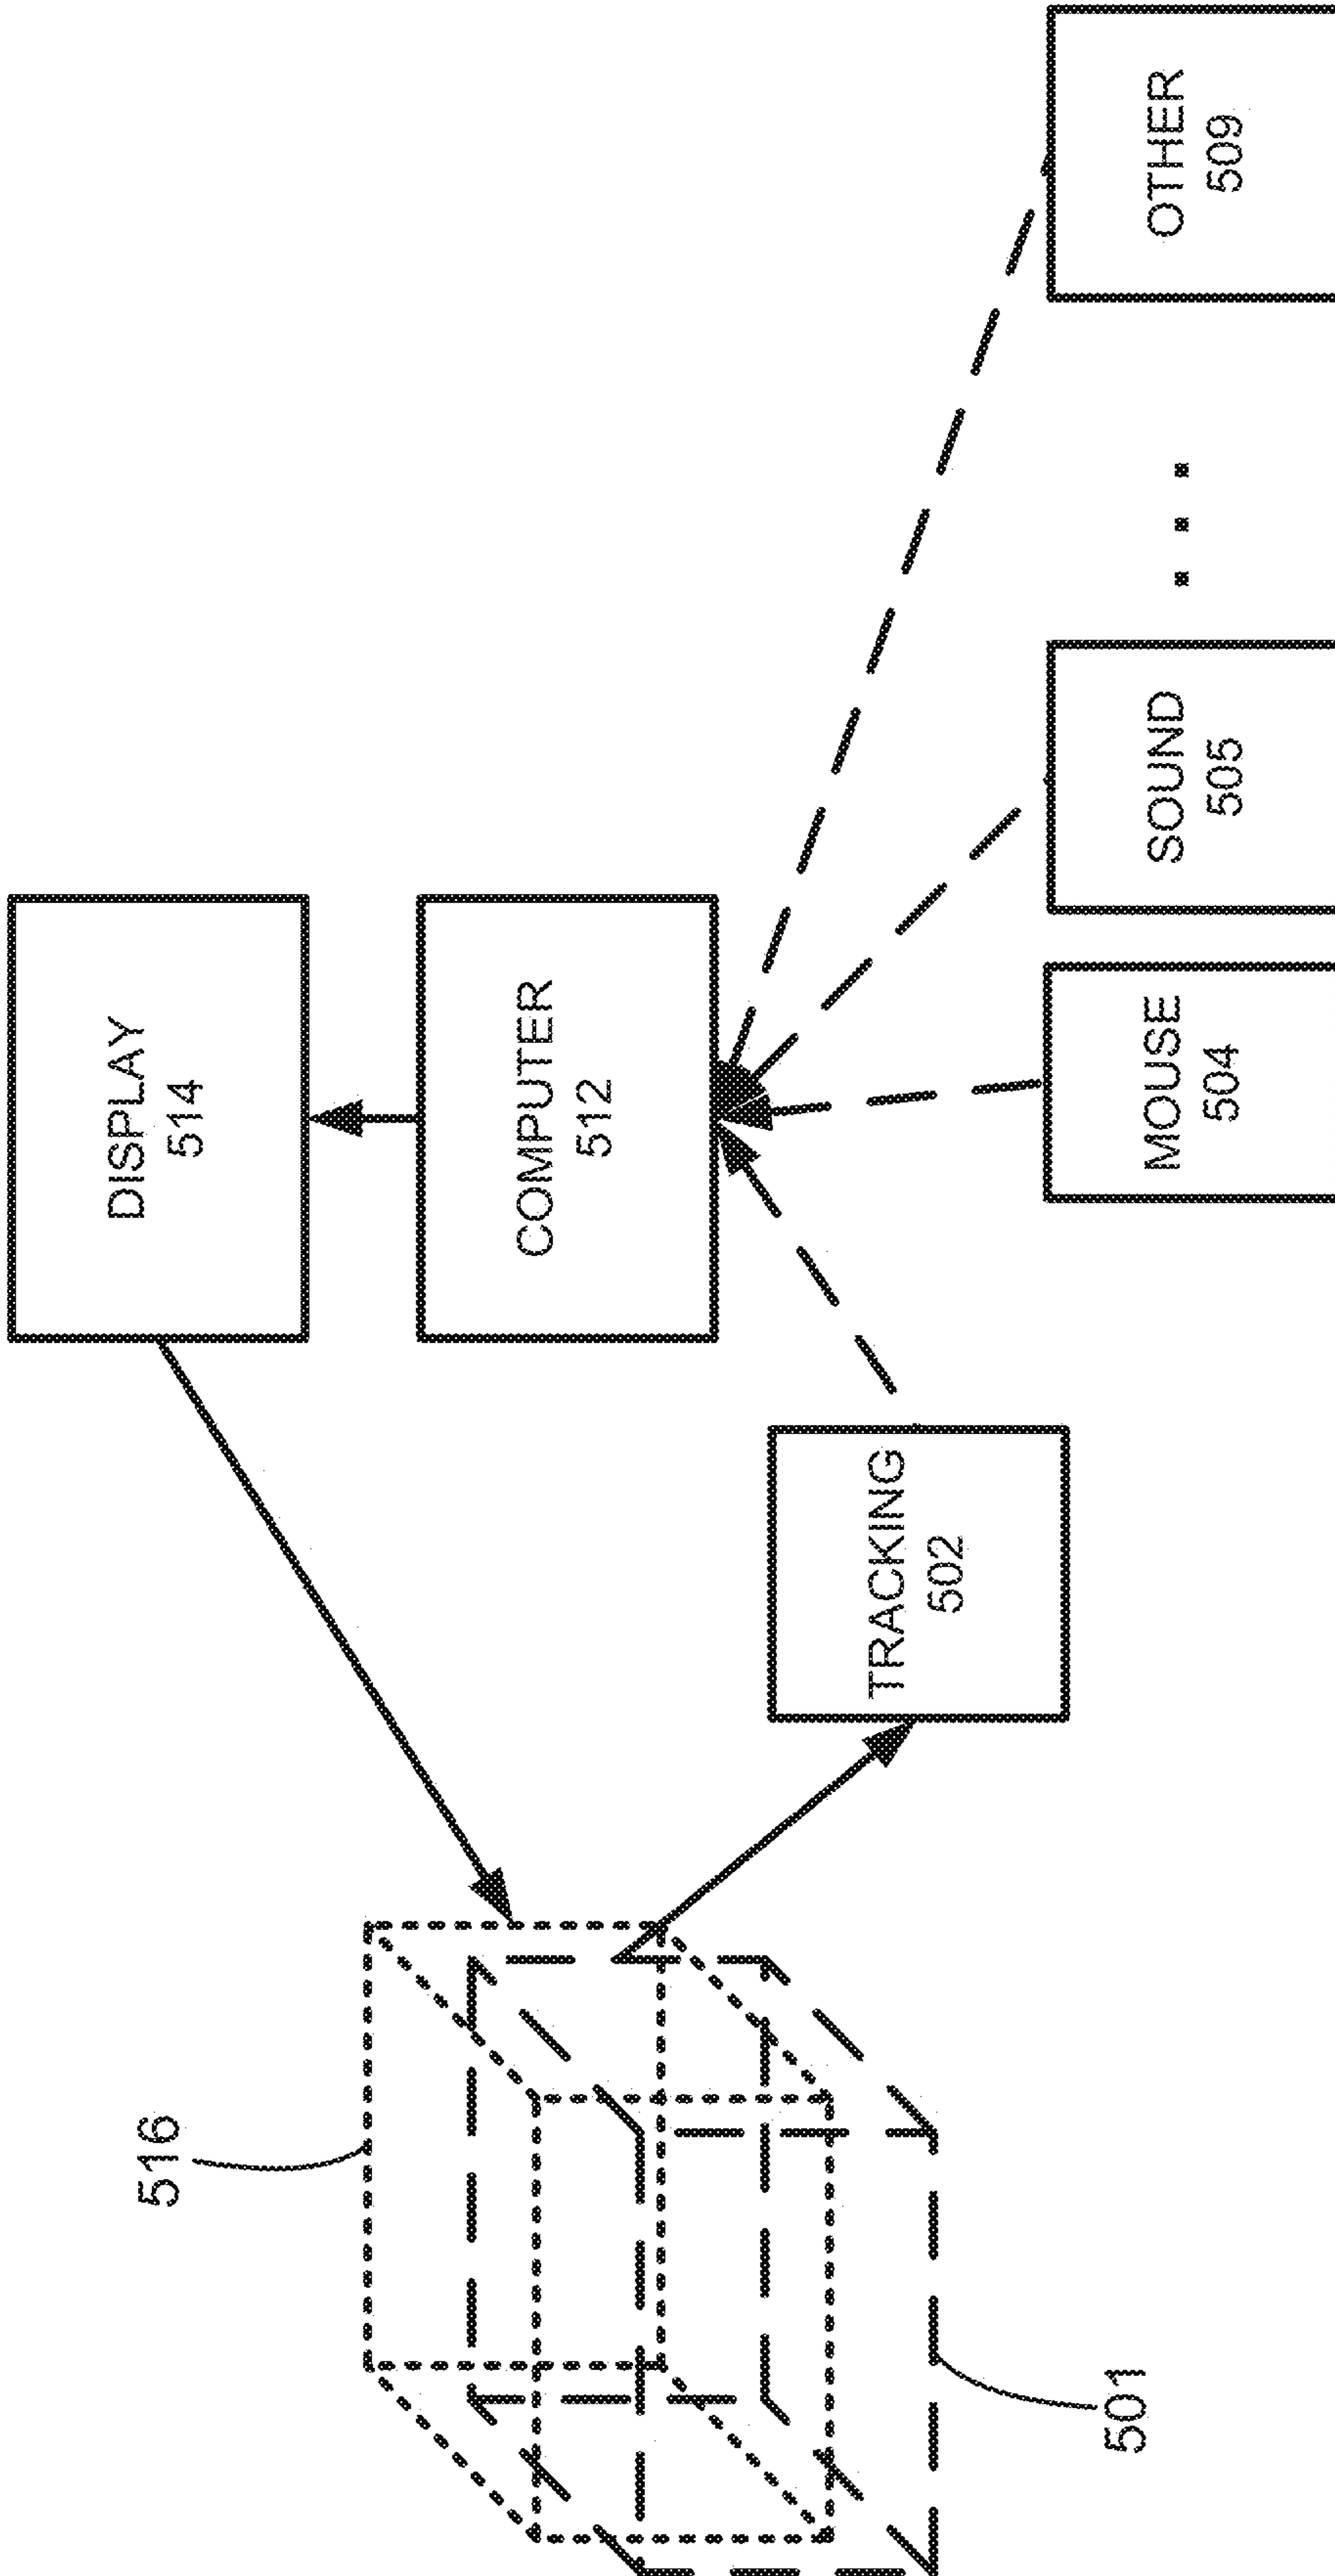 516
DISPLAY
514
COMPUTER
512
501
TRACKING
502
MOUSE
504
SOUND
505
OTHER
509